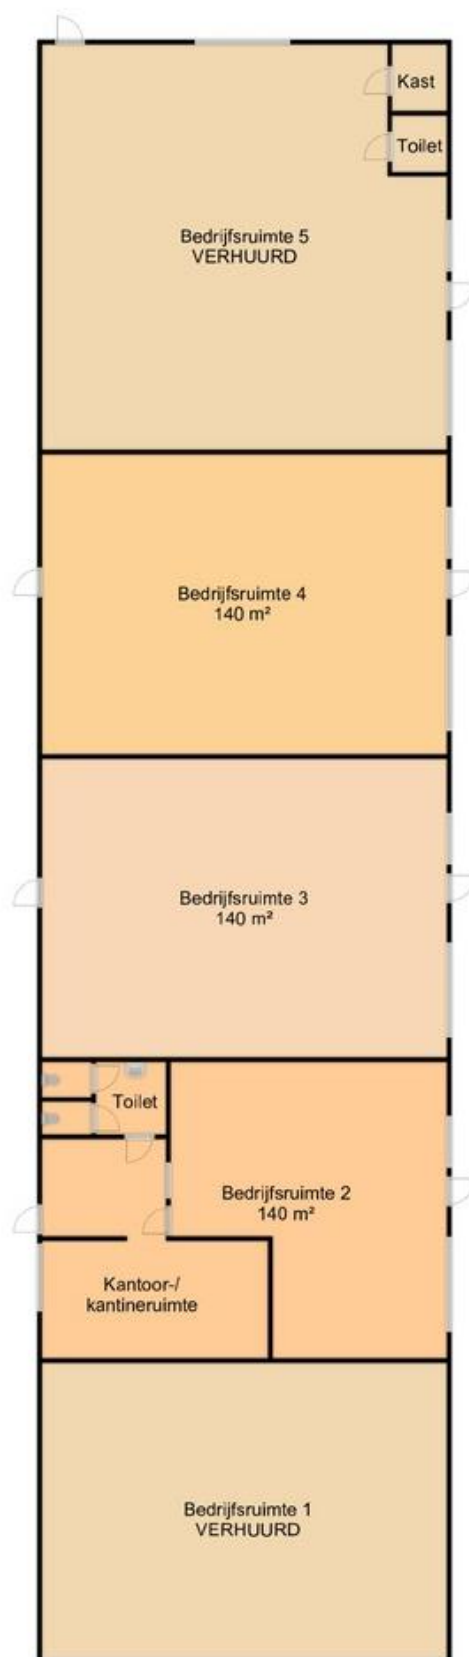 Kast
Toilet
Bedrijfsruimte 5
VERHUURD
Bedrijfsruimte 4
140 m²
Bedrijfsruimte 3
140 m²
Toilet
Bedrijfsruimte 2
140 m²
Kantoor-/
kantineruimte
Bedrijfsruimte 1
VERHUURD